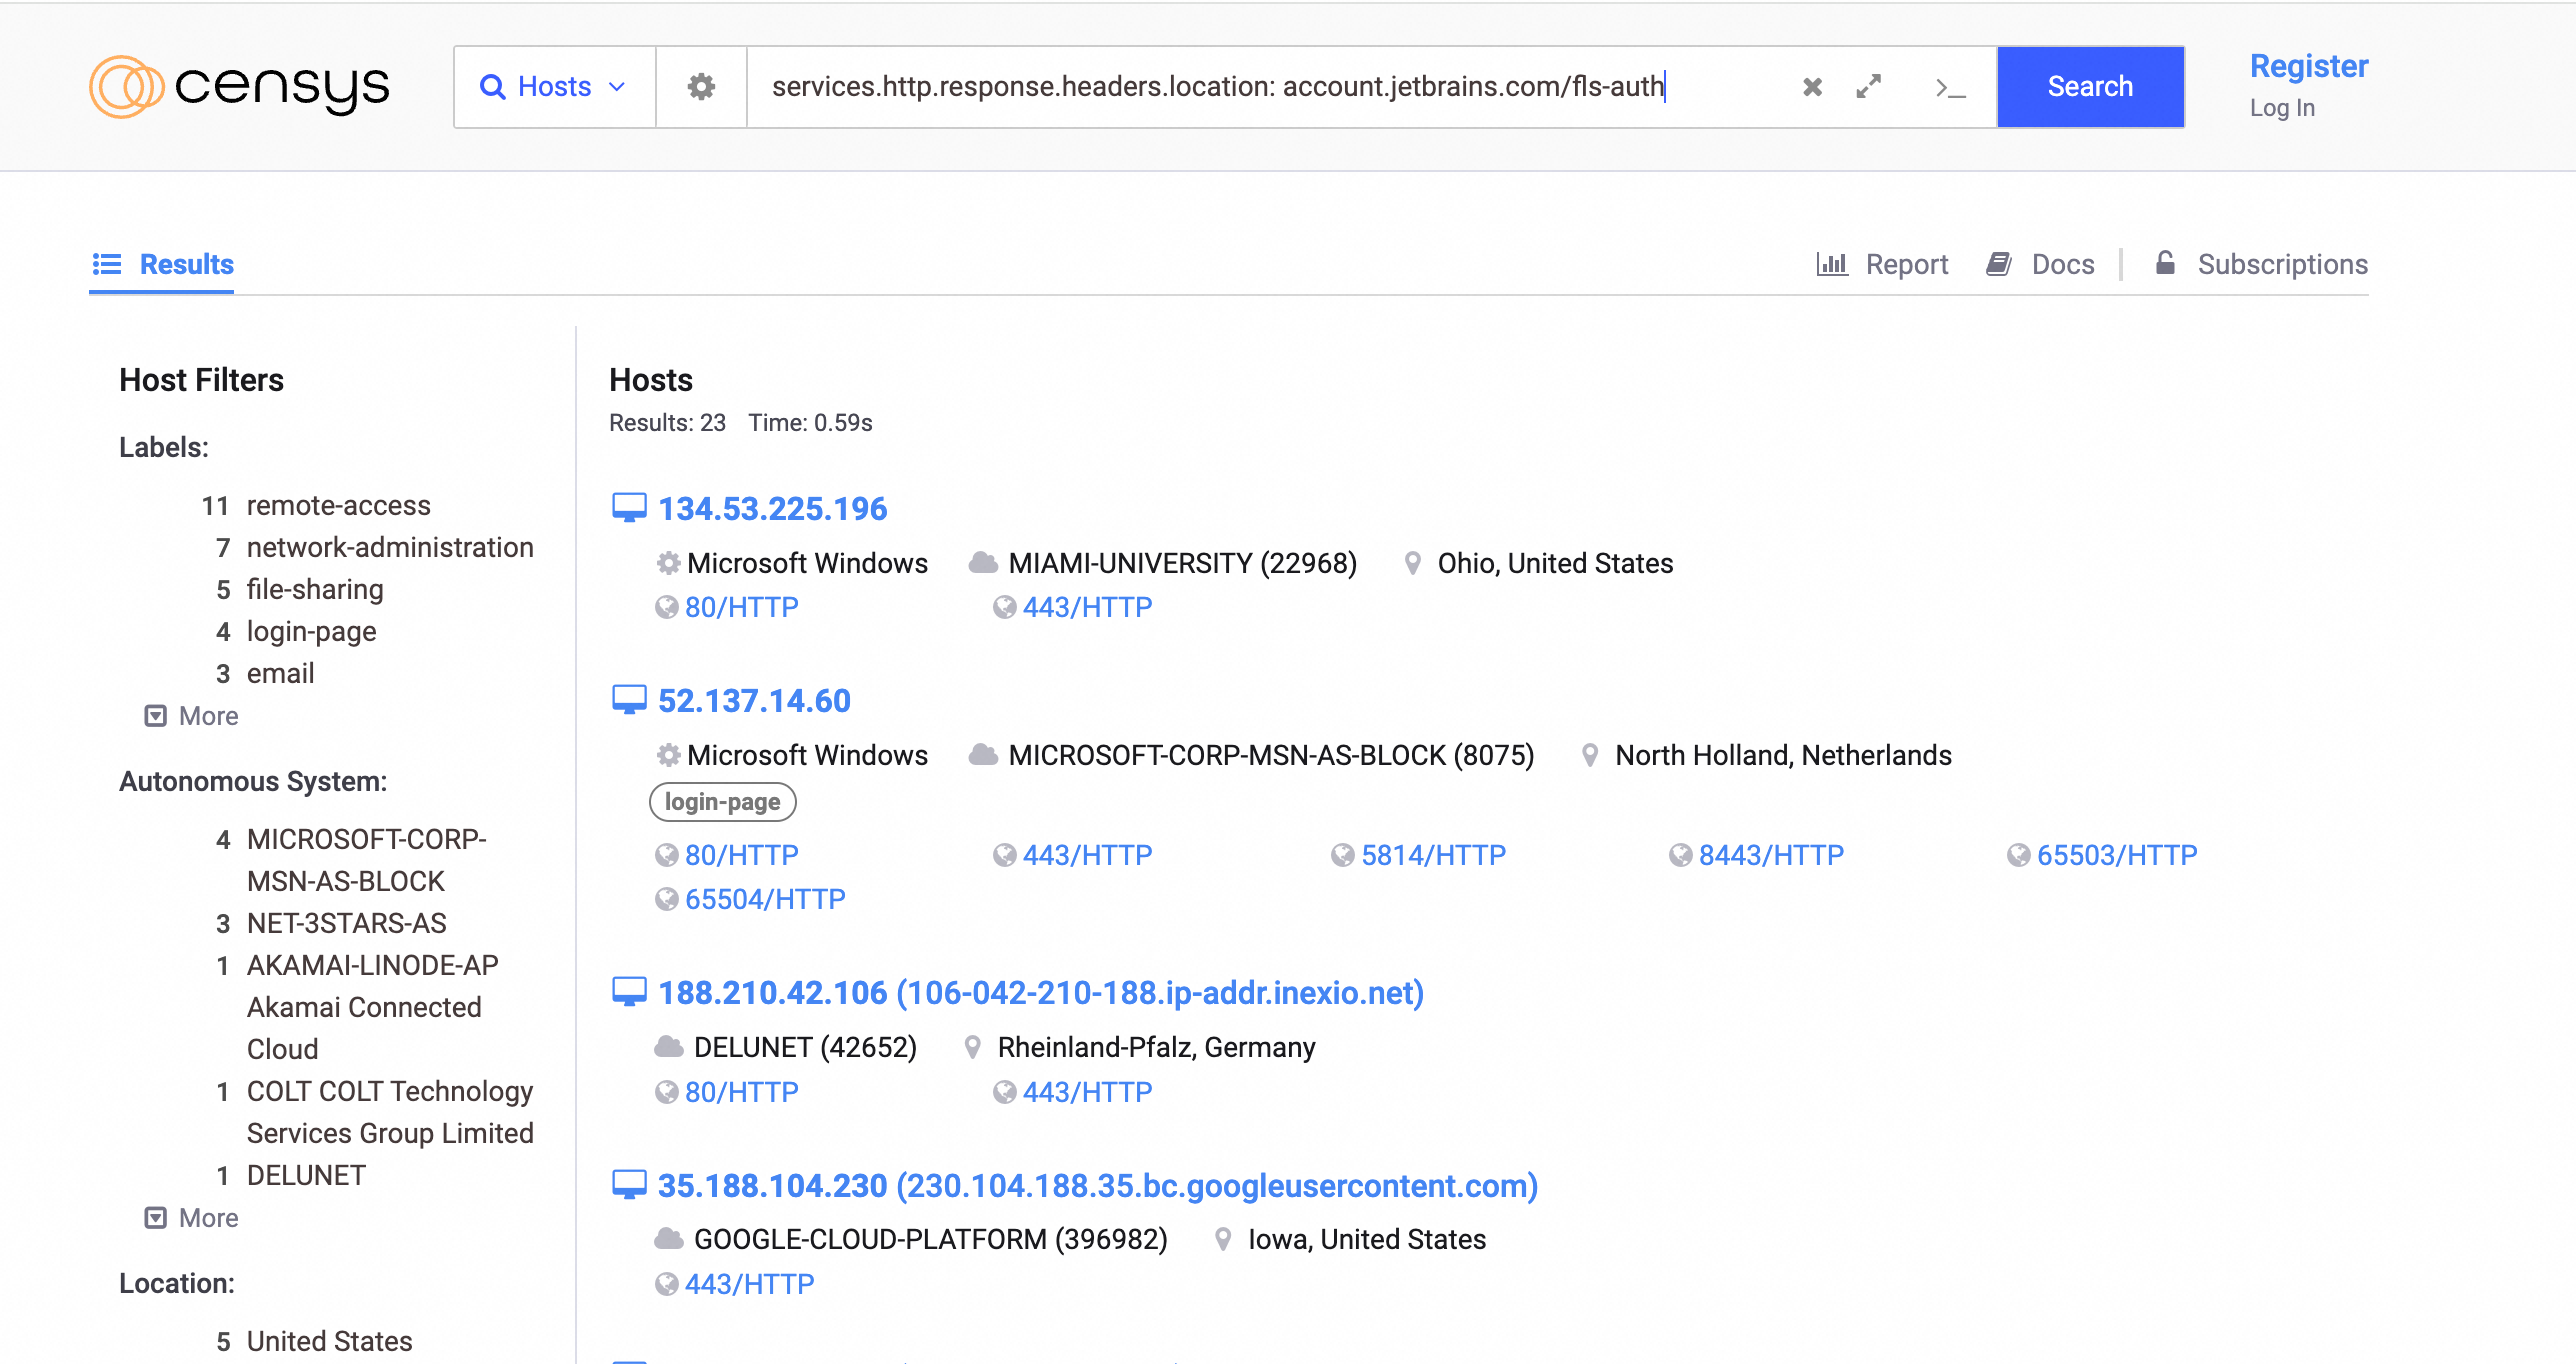 censys
Hosts
services.http.response.headers.location: account.jetbrains.com/fls-auth
>_
Search
Register
Log In
Results
Report
Docs
Subscriptions
Host Filters
Labels:
11 remote-access
7 network-administration
5 file-sharing
4 login-page
3 email
More
Autonomous System:
4 MICROSOFT-CORP-
MSN-AS-BLOCK
3 NET-3STARS-AS
1 AKAMAI-LINODE-AP
Akamai Connected
Cloud
1 COLT COLT Technology
Services Group Limited
1 DELUNET
More
Location:
5 United States
Hosts
Results: 23 Time: 0.59s
134.53.225.196
Microsoft Windows MIAMI-UNIVERSITY (22968) Ohio, United States
80/HTTP 443/HTTP
52.137.14.60
Microsoft Windows MICROSOFT-CORP-MSN-AS-BLOCK (8075) North Holland, Netherlands
login-page
80/HTTP 443/HTTP 5814/HTTP 8443/HTTP 65503/HTTP
65504/HTTP
188.210.42.106 (106-042-210-188.ip-addr.inexio.net)
DELUNET (42652) Rheinland-Pfalz, Germany
80/HTTP 443/HTTP
35.188.104.230 (230.104.188.35.bc.googleusercontent.com)
GOOGLE-CLOUD-PLATFORM (396982) Iowa, United States
443/HTTP